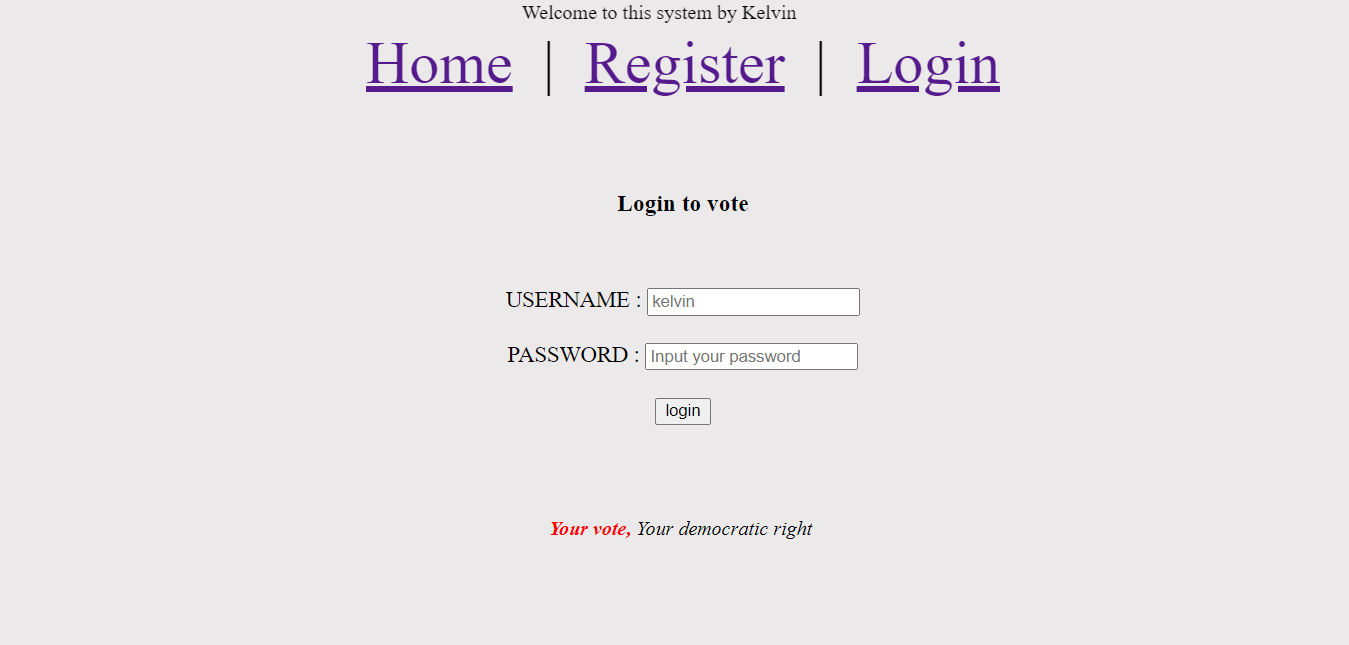 Welcome to this system by Kelvin
Home | Register | Login
Login to vote
USERNAME : kelvin
PASSWORD : Input your password
login
Your vote, Your democratic right